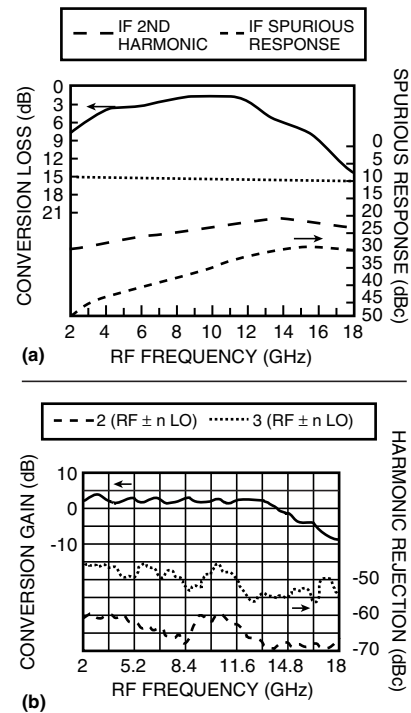 IF 2ND HARMONIC
IF SPURIOUS RESPONSE
CONVERSION LOSS (dB)
0
3
6
9
12
15
18
21
SPURIOUS RESPONSE (dBc)
0
5
10
15
20
25
30
35
40
45
50
2 4 6 8 10 12 14 16 18
(a)
RF FREQUENCY (GHz)
2 (RF ± n LO)
3 (RF ± n LO)
CONVERSION GAIN (dB)
10
0
-10
HARMONIC REJECTION (dBc)
-50
-60
-70
2 5.2 8.4 11.6 14.8 18
RF FREQUENCY (GHz)
(b)